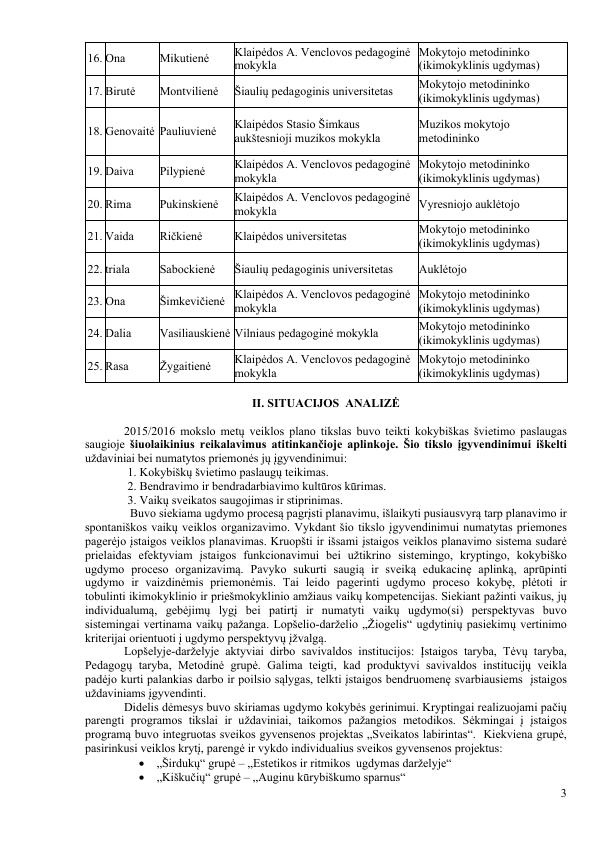 16. Ona Mikutienė Klaipėdos A. Venclovos pedagoginė mokykla Mokytojo metodininko (ikimokyklinis ugdymas)
17. Birutė Montvilienė Šiaulių pedagoginis universitetas Mokytojo metodininko (ikimokyklinis ugdymas)
18. Genovaitė Pauliuvienė Klaipėdos Stasio Šimkaus aukštesnioji muzikos mokykla Muzikos mokytojo metodininko
19. Daiva Pilypienė Klaipėdos A. Venclovos pedagoginė mokykla Mokytojo metodininko (ikimokyklinis ugdymas)
20. Rima Pukinskienė Klaipėdos A. Venclovos pedagoginė mokykla Vyresniojo auklėtojo
21. Vaida Ričkienė Klaipėdos universitetas Mokytojo metodininko (ikimokyklinis ugdymas)
22. triala Sabockienė Šiaulių pedagoginis universitetas Auklėtojo
23. Ona Šimkevičienė Klaipėdos A. Venclovos pedagoginė mokykla Mokytojo metodininko (ikimokyklinis ugdymas)
24. Dalia Vasiliauskienė Vilniaus pedagoginė mokykla Mokytojo metodininko (ikimokyklinis ugdymas)
25. Rasa Žygaitienė Klaipėdos A. Venclovos pedagoginė mokykla Mokytojo metodininko (ikimokyklinis ugdymas)
II. SITUACIJOS ANALIZĖ
2015/2016 mokslo metų veiklos plano tikslas buvo teikti kokybiškas švietimo paslaugas
saugioje šiuolaikinius reikalavimus atitinkančioje aplinkoje. Šio tikslo įgyvendinimui iškelti
uždaviniai bei numatytos priemonės jų įgyvendinimui:
1. Kokybiškų švietimo paslaugų teikimas.
2. Bendravimo ir bendradarbiavimo kultūros kūrimas.
3. Vaikų sveikatos saugojimas ir stiprinimas.
Buvo siekiama ugdymo procesą pagrįsti planavimu, išlaikyti pusiausvyrą tarp planavimo ir
spontaniškos vaikų veiklos organizavimo. Vykdant šio tikslo įgyvendinimui numatytas priemones
pagerėjo įstaigos veiklos planavimas. Kruopšti ir išsami įstaigos veiklos planavimo sistema sudarė
prielaidas efektyviam įstaigos funkcionavimui bei užtikrino sistemingo, kryptingo, kokybiško
ugdymo proceso organizavimą. Pavyko sukurti saugią ir sveiką edukacinę aplinką, aprūpinti
ugdymo ir vaizdinėmis priemonėmis. Tai leido pagerinti ugdymo proceso kokybę, plėtoti ir
tobulinti ikimokyklinio ir priešmokyklinio amžiaus vaikų kompetencijas. Siekiant pažinti vaikus, jų
individualumą, gebėjimų lygį bei patirtį ir numatyti vaikų ugdymo(si) perspektyvas buvo
sistemingai vertinama vaikų pažanga. Lopšelio-darželio „Žiogelis“ ugdytinių pasiekimų vertinimo
kriterijai orientuoti į ugdymo perspektyvų įžvalgą.
Lopšelyje-darželyje aktyviai dirbo savivaldos institucijos: Įstaigos taryba, Tėvų taryba,
Pedagogų taryba, Metodinė grupė. Galima teigti, kad produktyvi savivaldos institucijų veikla
padėjo kurti palankias darbo ir poilsio sąlygas, telkti įstaigos bendruomenę svarbiausiems įstaigos
uždaviniams įgyvendinti.
Didelis dėmesys buvo skiriamas ugdymo kokybės gerinimui. Kryptingai realizuojami pačių
parengti programos tikslai ir uždaviniai, taikomos pažangios metodikos. Sėkmingai į įstaigos
programą buvo integruotas sveikos gyvensenos projektas „Sveikatos labirintas“. Kiekviena grupė,
pasirinkusi veiklos krytį, parengė ir vykdo individualius sveikos gyvensenos projektus:
• „Širdukų“ grupė – „Estetikos ir ritmikos ugdymas darželyje“
• „Kiškučių“ grupė – „Auginu kūrybiškumo sparnus“
3